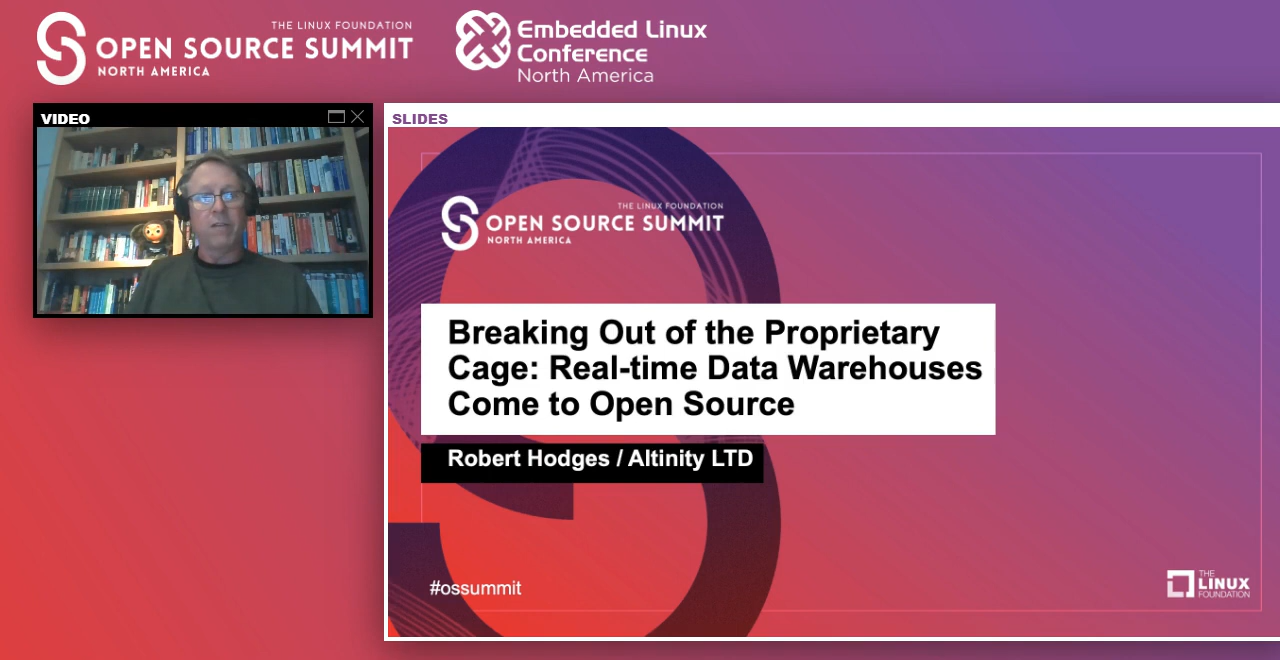 THE LINUX FOUNDATION
OPEN SOURCE SUMMIT
NORTH AMERICA
Embedded Linux
Conference
North America
VIDEO
SLIDES
THE LINUX FOUNDATION
OPEN SOURCE SUMMIT
NORTH AMERICA
Breaking Out of the Proprietary
Cage: Real-time Data Warehouses
Come to Open Source
Robert Hodges / Altinity LTD
#ossummit
THE
LINUX
FOUNDATION